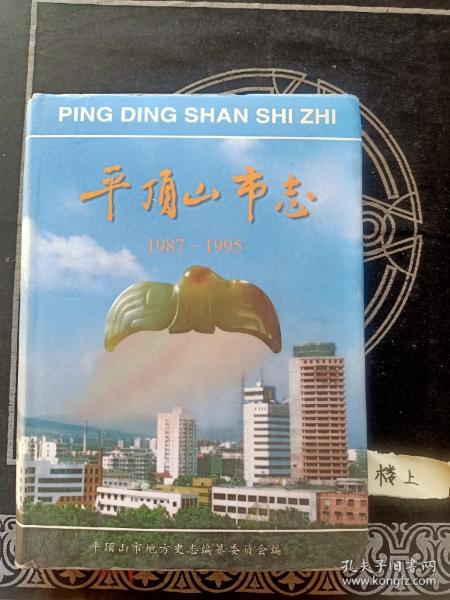 PING DING SHAN SHI ZHI
平顶山市志
1987-1995
楼上
平顶山市地方史志编纂委员会编
孔夫子旧书网
www.kongfz.com